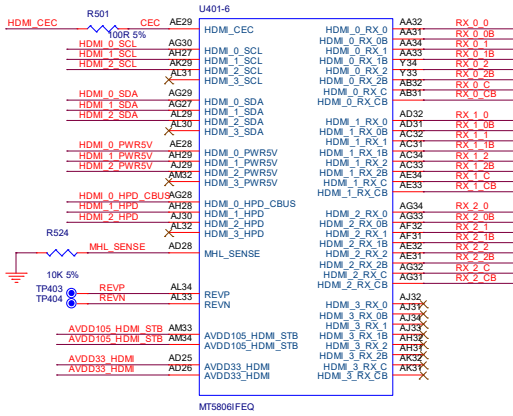 U401-6
R501
HDMI_CEC
CEC
AE29
100R 5%
HDMI_CEC
HDMI_0_SCL AG30 HDMI_0_SCL
HDMI_1_SCL AH27 HDMI_1_SCL
HDMI_2_SCL AK29 HDMI_2_SCL
AL31 HDMI_3_SCL
HDMI_0_SDA AG29 HDMI_0_SDA
HDMI_1_SDA AG27 HDMI_1_SDA
HDMI_2_SDA AL29 HDMI_2_SDA
AL30 HDMI_3_SDA
HDMI_0_PWR5V AE28 HDMI_0_PWR5V
HDMI_1_PWR5V AH29 HDMI_1_PWR5V
HDMI_2_PWR5V AJ29 HDMI_2_PWR5V
AM32 HDMI_3_PWR5V
HDMI_0_HPD_CBUS AG28 HDMI_0_HPD_CBUS
HDMI_1_HPD AH28 HDMI_1_HPD
HDMI_2_HPD AJ30 HDMI_2_HPD
AL32 HDMI_3_HPD
R524
MHL_SENSE AD28 MHL_SENSE
10K 5%
TP403 REVP AL34 REVP
TP404 REVN AL33 REVN
AVDD105_HDMI_STB AM33 AVDD105_HDMI_STB
AVDD105_HDMI_STB AM34 AVDD105_HDMI_STB
AVDD33_HDMI AD25 AVDD33_HDMI
AVDD33_HDMI AD26 AVDD33_HDMI
HDMI_0_RX_0 AA32 RX_0_0
HDMI_0_RX_0B AA31 RX_0_0B
HDMI_0_RX_1 AA34 RX_0_1
HDMI_0_RX_1B AA33 RX_0_1B
HDMI_0_RX_2 Y34 RX_0_2
HDMI_0_RX_2B Y33 RX_0_2B
HDMI_0_RX_C AB32 RX_0_C
HDMI_0_RX_CB AB31 RX_0_CB
HDMI_1_RX_0 AD32 RX_1_0
HDMI_1_RX_0B AD31 RX_1_0B
HDMI_1_RX_1 AC32 RX_1_1
HDMI_1_RX_1B AC31 RX_1_1B
HDMI_1_RX_2 AC34 RX_1_2
HDMI_1_RX_2B AC33 RX_1_2B
HDMI_1_RX_C AE34 RX_1_C
HDMI_1_RX_CB AE33 RX_1_CB
HDMI_2_RX_0 AG34 RX_2_0
HDMI_2_RX_0B AG33 RX_2_0B
HDMI_2_RX_1 AF32 RX_2_1
HDMI_2_RX_1B AF31 RX_2_1B
HDMI_2_RX_2 AE32 RX_2_2
HDMI_2_RX_2B AE31 RX_2_2B
HDMI_2_RX_C AG32 RX_2_C
HDMI_2_RX_CB AG31 RX_2_CB
HDMI_3_RX_0 AJ32
HDMI_3_RX_0B AJ31
HDMI_3_RX_1 AJ34
HDMI_3_RX_1B AJ33
HDMI_3_RX_2 AH32
HDMI_3_RX_2B AH31
HDMI_3_RX_C AK32
HDMI_3_RX_CB AK31
MT5806IFEQ